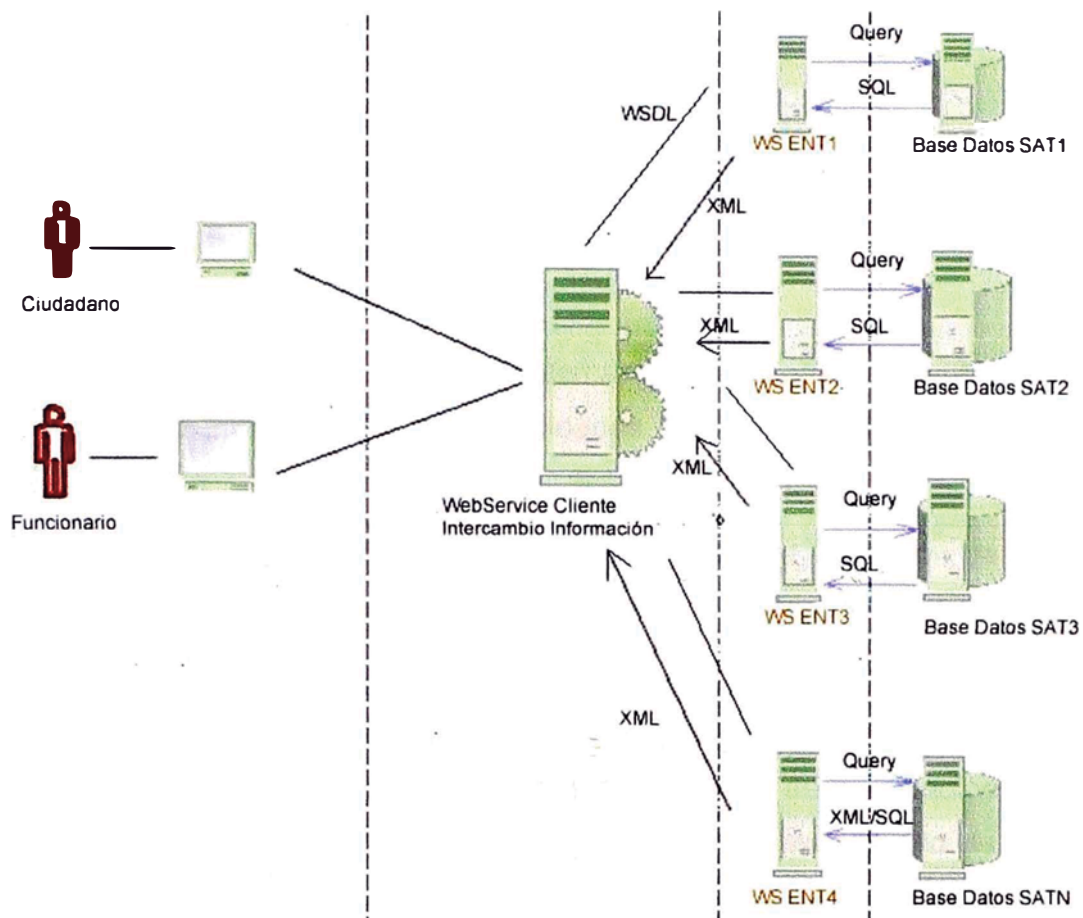 Query
SQL
WSDL
WS ENT1
Base Datos SAT1
XML
Ciudadano
Query
XML
SQL
WS ENT2
Base Datos SAT2
XML
Funcionario
WebService Cliente
Intercambio Información
Query
SQL
WS ENT3
Base Datos SAT3
XML
Query
XML/SQL
WS ENT4
Base Datos SATN